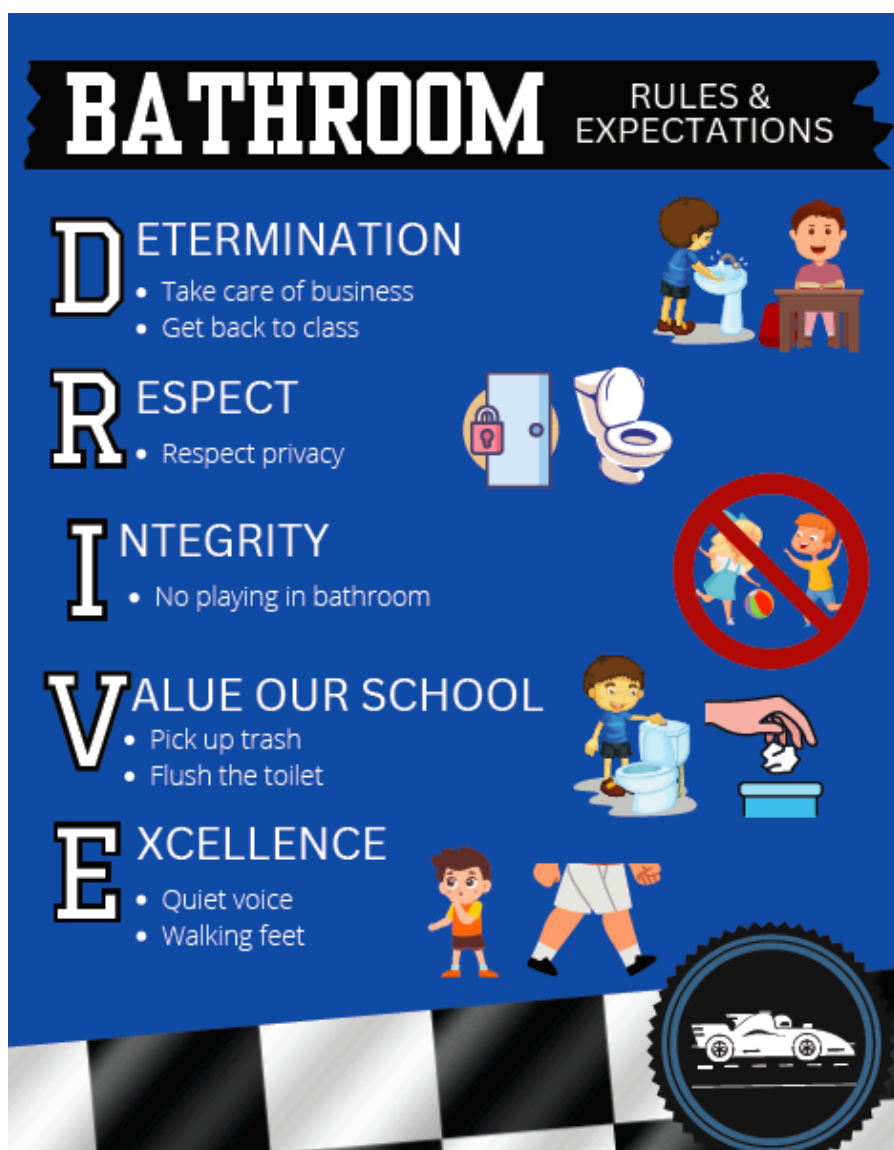 BATHROOM
RULES &
EXPECTATIONS
DETERMINATION
• Take care of business
• Get back to class
RESPECT
• Respect privacy
INTEGRITY
• No playing in bathroom
VALUE OUR SCHOOL
• Pick up trash
• Flush the toilet
EXCELLENCE
• Quiet voice
• Walking feet